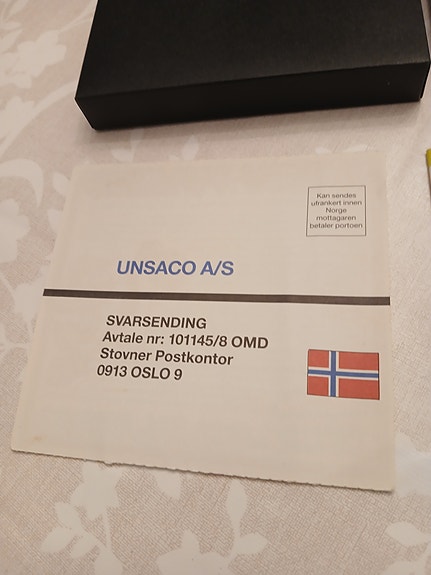 Kan sendes
ufrankert innen
Norge
mottagaren
betaler portoen
UNSACO A/S
SVARSENDING
Avtale nr: 101145/8 OMD
Stovner Postkontor
0913 OSLO 9